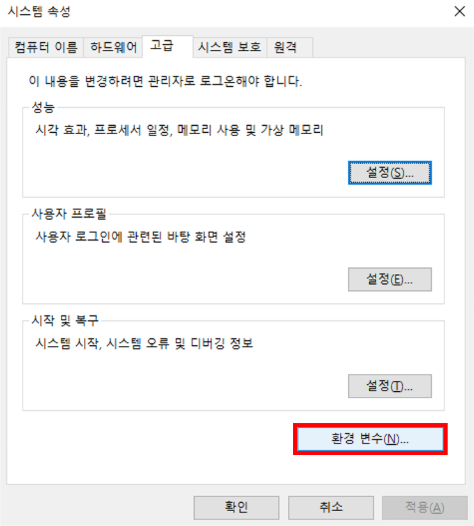 시스템 속성
컴퓨터 이름 하드웨어 고급 시스템 보호 원격
이 내용을 변경하려면 관리자로 로그온해야 합니다.
성능
시각 효과, 프로세서 일정, 메모리 사용 및 가상 메모리
설정(S)...
사용자 프로필
사용자 로그인에 관련된 바탕 화면 설정
설정(E)...
시작 및 복구
시스템 시작, 시스템 오류 및 디버깅 정보
설정(T)...
환경 변수(N)...
확인 취소 적용(A)